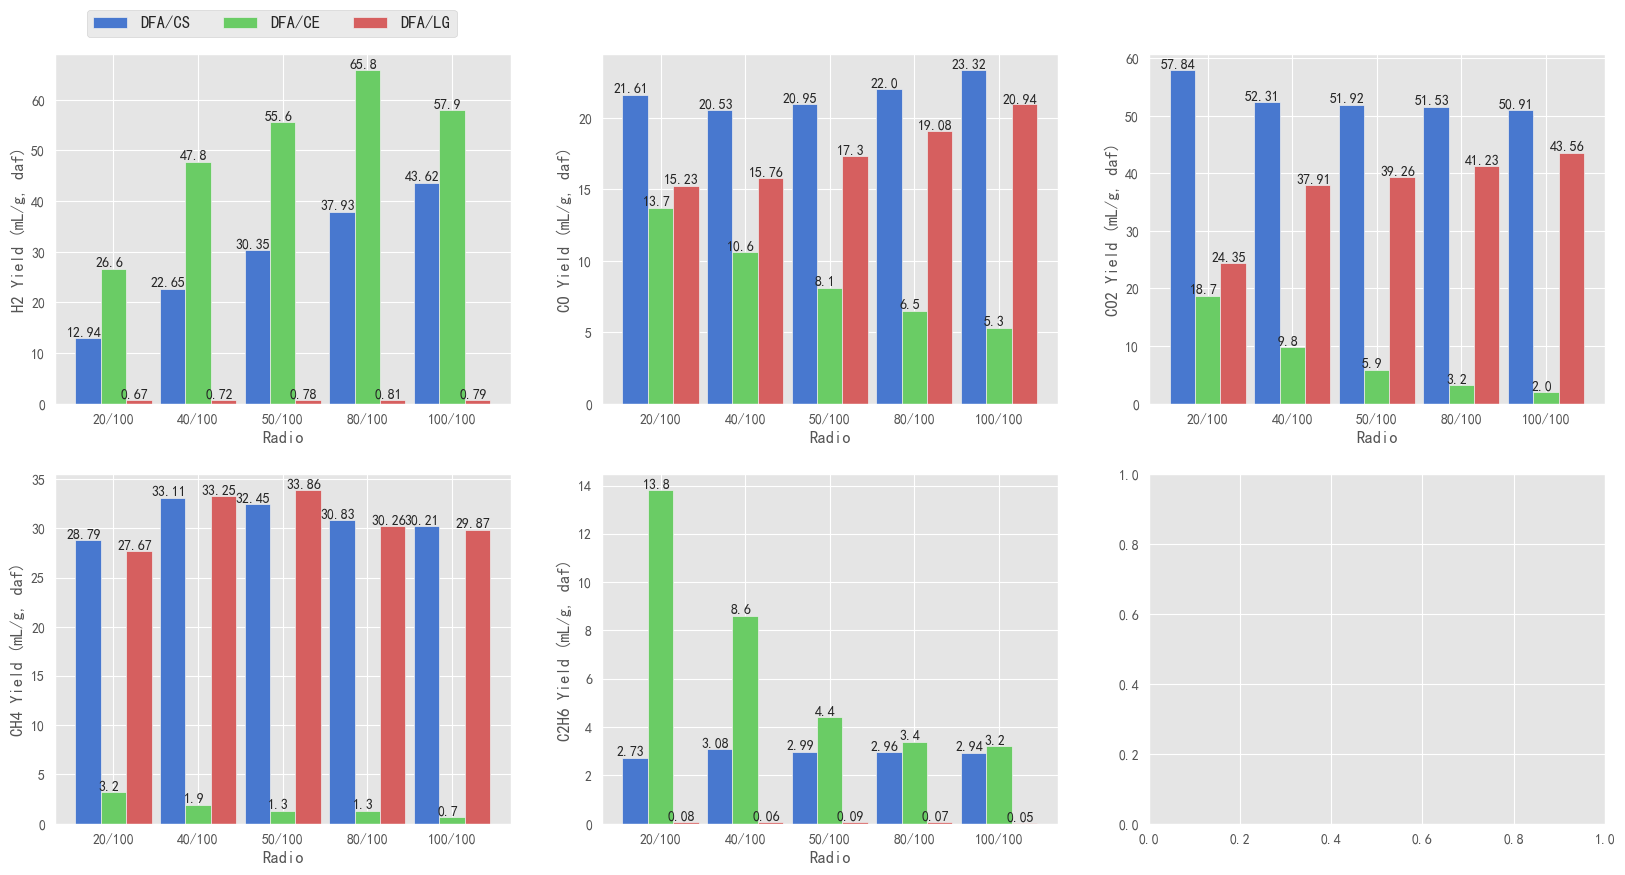 DFA/CS DFA/CE DFA/LG
H2 Yield (mL/g, daf)
0 10 20 30 40 50 60
12.94 22.65 30.35 37.93 43.62
26.6 47.8 55.6 65.8 57.9
0.67 0.72 0.78 0.81 0.79
20/100 40/100 50/100 80/100 100/100
Radio
CO Yield (mL/g, daf)
0 5 10 15 20
21.61 20.53 20.95 22.0 23.32
13.7 10.6 8.1 6.5 5.3
15.23 15.76 17.3 19.08 20.94
20/100 40/100 50/100 80/100 100/100
Radio
CO2 Yield (mL/g, daf)
0 10 20 30 40 50 60
57.84 52.31 51.92 51.53 50.91
18.7 9.8 5.9 3.2 2.0
24.35 37.91 39.26 41.23 43.56
20/100 40/100 50/100 80/100 100/100
Radio
CH4 Yield (mL/g, daf)
0 5 10 15 20 25 30 35
28.79 33.11 32.45 30.83 30.21
3.2 1.9 1.3 1.3 0.7
27.67 33.25 33.86 30.26 29.87
20/100 40/100 50/100 80/100 100/100
Radio
C2H6 Yield (mL/g, daf)
0 2 4 6 8 10 12 14
2.73 3.08 2.99 2.96 2.94
13.8 8.6 4.4 3.4 3.2
0.08 0.06 0.09 0.07 0.05
20/100 40/100 50/100 80/100 100/100
Radio
0.0 0.2 0.4 0.6 0.8 1.0
0.0 0.2 0.4 0.6 0.8 1.0